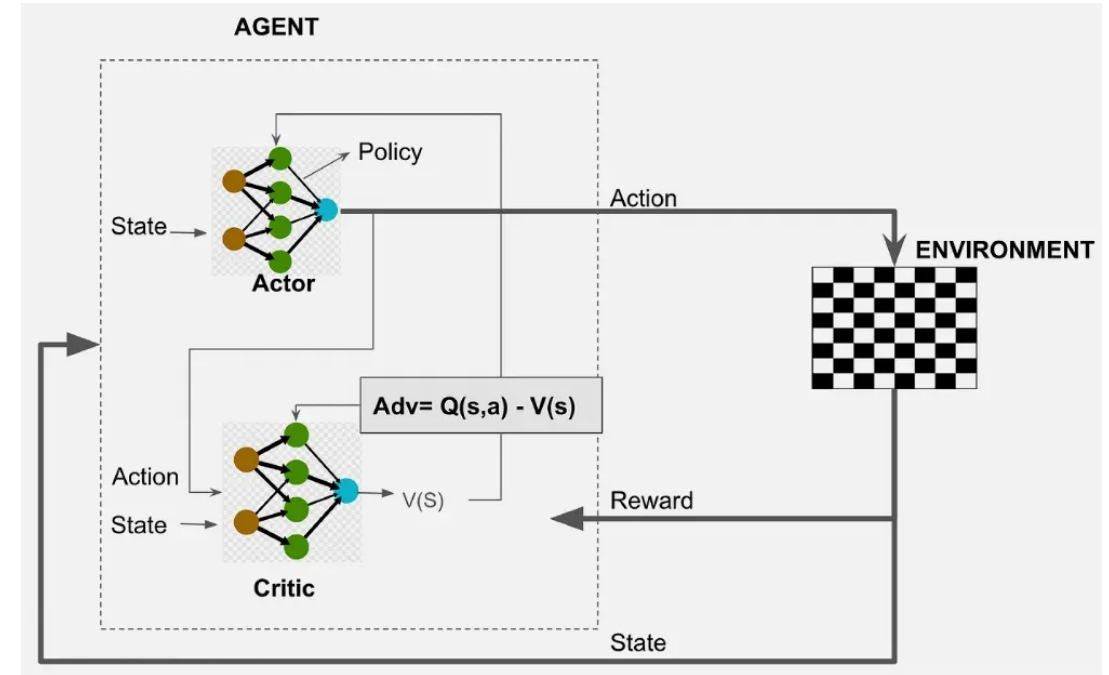 AGENT
Policy
Action
State
ENVIRONMENT
Actor
Adv= Q(s,a) - V(s)
Action
V(S)
Reward
State
Critic
State